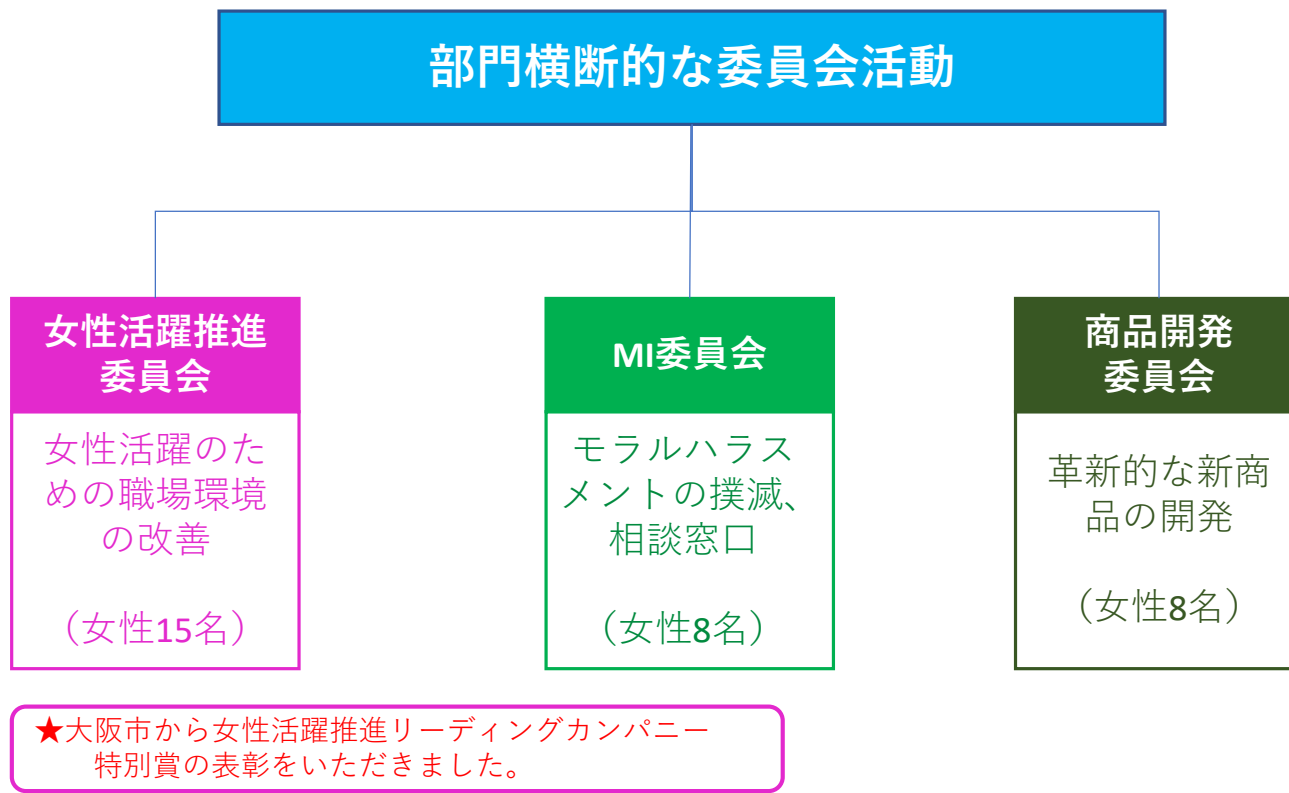 部門横断的な委員会活動
女性活躍推進
委員会
女性活躍のた
めの職場環境
の改善
（女性15名）
MI委員会
モラルハラス
メントの撲滅、
相談窓口
（女性8名）
商品開発
委員会
革新的な新商
品の開発
（女性8名）
★大阪市から女性活躍推進リーディングカンパニー
特別賞の表彰をいただきました。